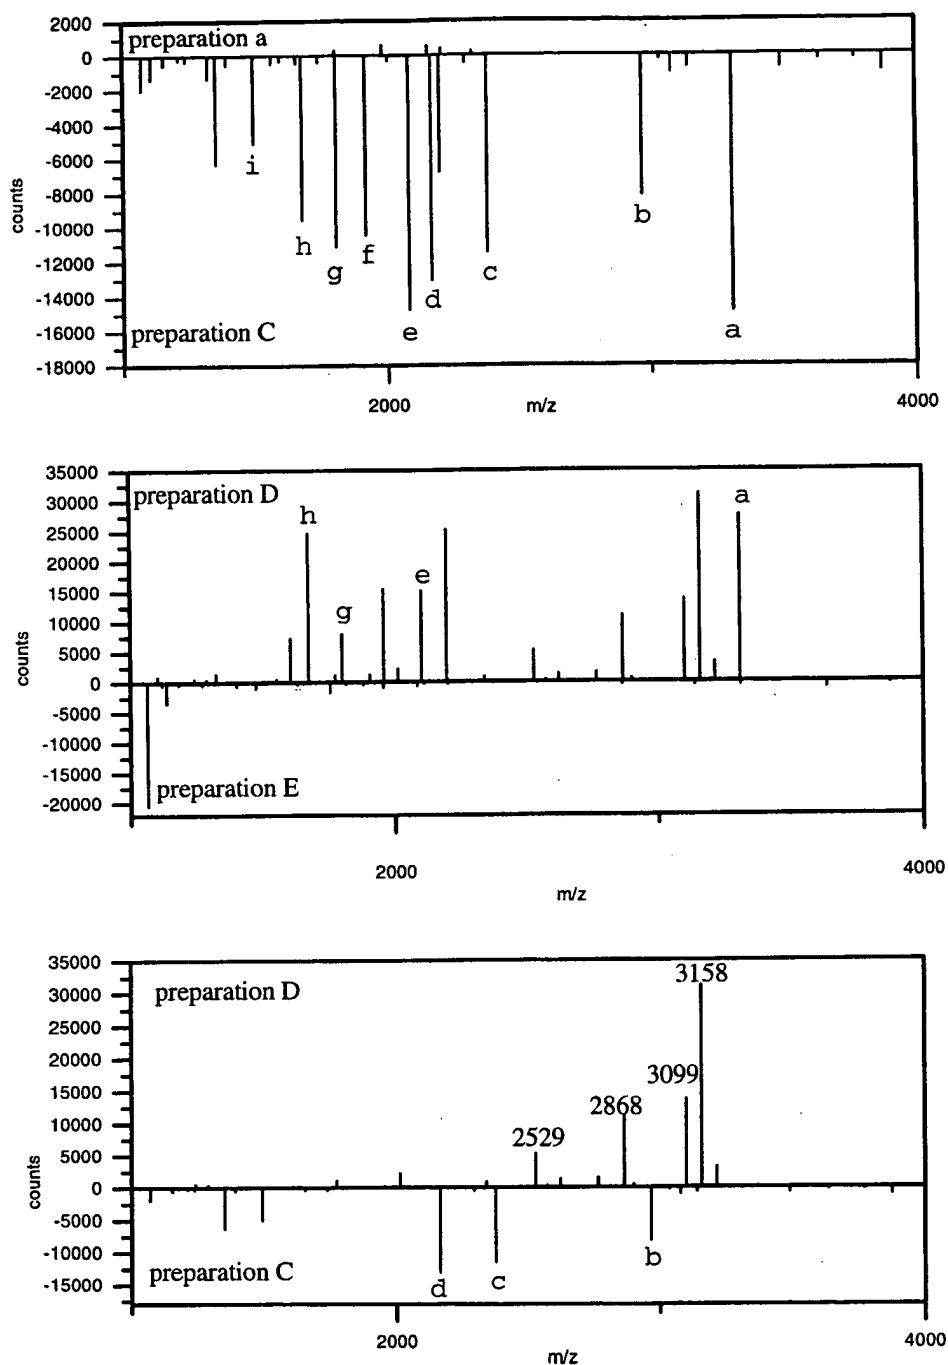 2000
preparation a
0
-2000
-4000
-6000
-8000
-10000
-12000
-14000
-16000
-18000
counts
i
h
g
f
e
d
c
b
a
preparation C
2000
m/z
4000
35000
preparation D
30000
25000
20000
15000
10000
5000
0
-5000
-10000
-15000
-20000
counts
h
g
e
a
preparation E
2000
m/z
4000
35000
preparation D
30000
25000
20000
15000
10000
5000
0
-5000
-10000
-15000
counts
3158
3099
2868
2529
d
c
b
preparation C
2000
m/z
4000